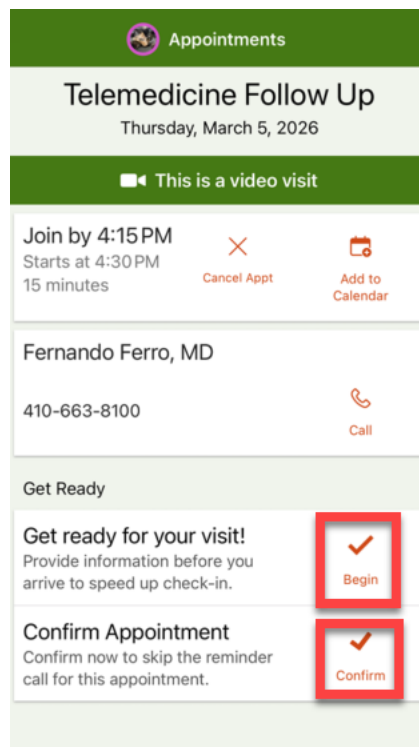 Appointments
Telemedicine Follow Up
Thursday, March 5, 2026
This is a video visit
Join by 4:15 PM
Starts at 4:30 PM
15 minutes
Cancel Appt
Add to
Calendar
Fernando Ferro, MD
410-663-8100
Call
Get Ready
Get ready for your visit!
Provide information before you
arrive to speed up check-in.
Begin
Confirm Appointment
Confirm now to skip the reminder
call for this appointment.
Confirm